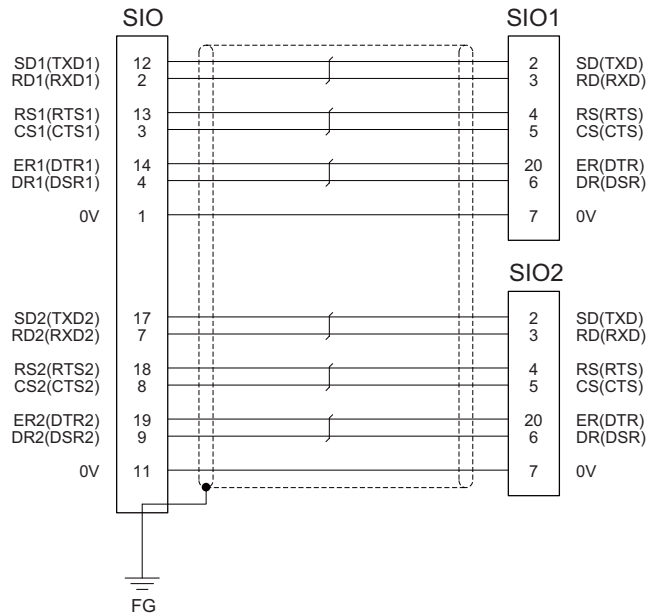 SIO SIO1
SD1(TXD1) 12 2 SD(TXD)
RD1(RXD1) 2 3 RD(RXD)
RS1(RTS1) 13 4 RS(RTS)
CS1(CTS1) 3 5 CS(CTS)
ER1(DTR1) 14 20 ER(DTR)
DR1(DSR1) 4 6 DR(DSR)
0V 1 7 0V
SIO2
SD2(TXD2) 17 2 SD(TXD)
RD2(RXD2) 7 3 RD(RXD)
RS2(RTS2) 18 4 RS(RTS)
CS2(CTS2) 8 5 CS(CTS)
ER2(DTR2) 19 20 ER(DTR)
DR2(DSR2) 9 6 DR(DSR)
0V 11 7 0V
FG